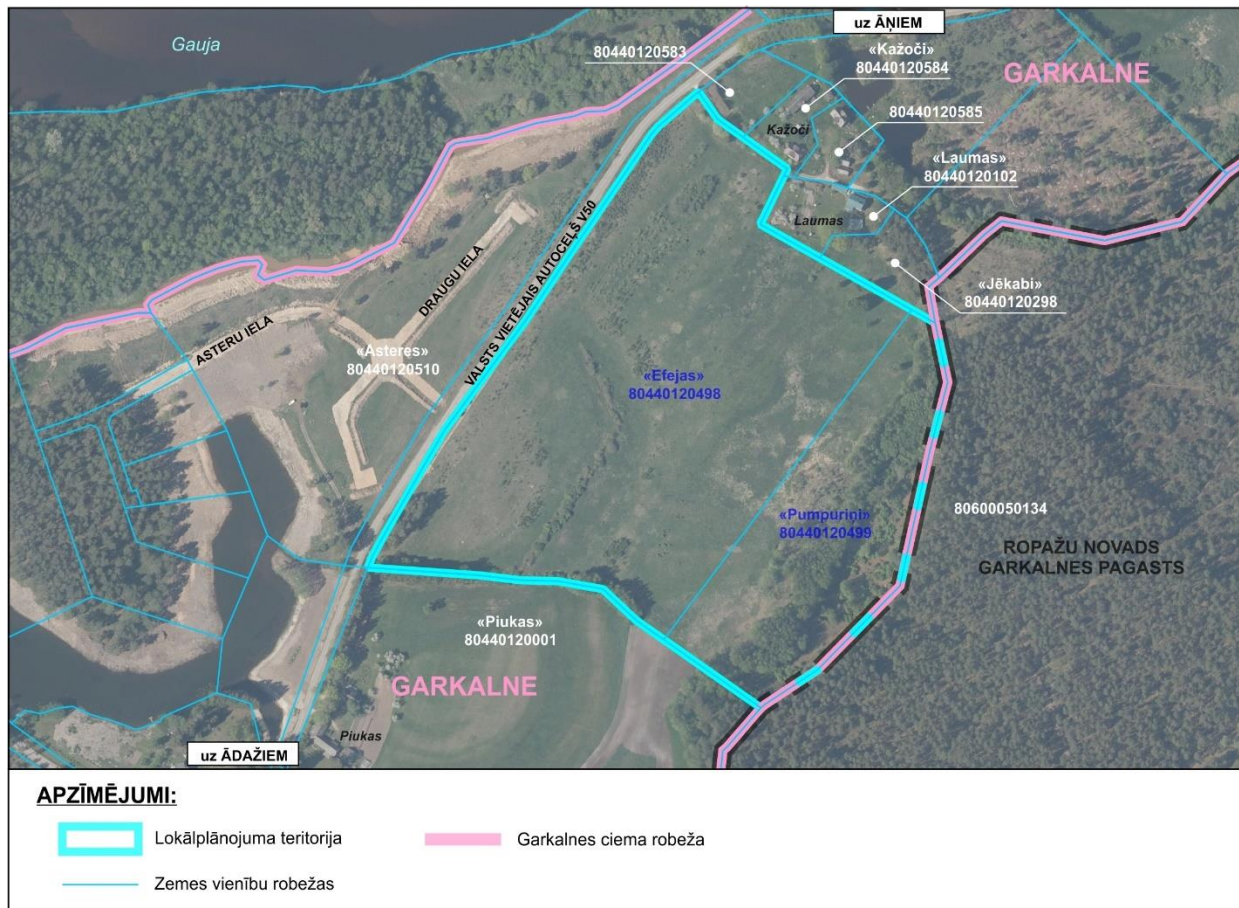 Gauja
uz ĀŅIEM
80440120583
«Kažoči»
80440120584
GARKALNE
80440120585
Kažoči
«Laumas»
80440120102
Laumas
«Jēkabi»
80440120298
DRAUGU IELA
VALSTS VIETĒJAIS AUTOCEĻŠ V50
ASTERU IELA
«Asteres»
80440120510
«Efejas»
80440120498
«Pumpuriņi»
80440120499
80600050134
ROPAŽU NOVADS
GARKALNES PAGASTS
«Piukas»
80440120001
GARKALNE
Piukas
uz ĀDAŽIEM
APZĪMĒJUMI:
Lokālplānojuma teritorija
Garkalnes ciema robeža
Zemes vienību robežas